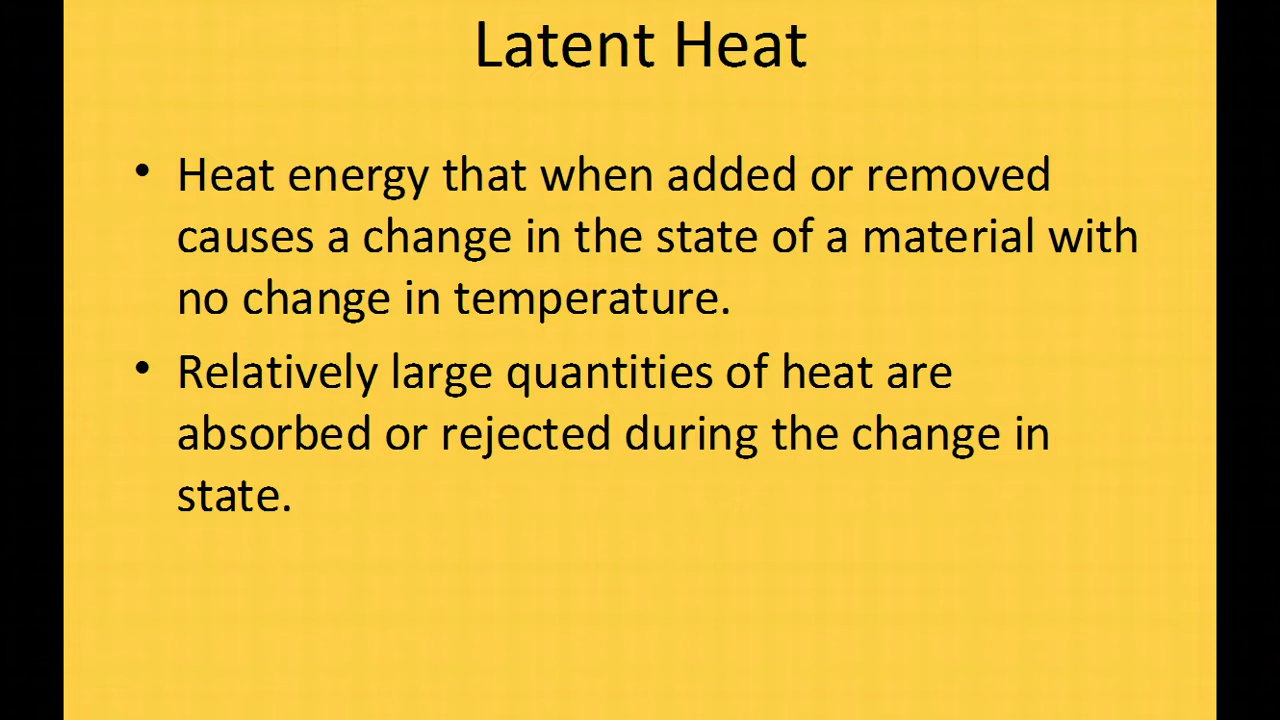 Latent Heat
• Heat energy that when added or removed
causes a change in the state of a material with
no change in temperature.
• Relatively large quantities of heat are
absorbed or rejected during the change in
state.